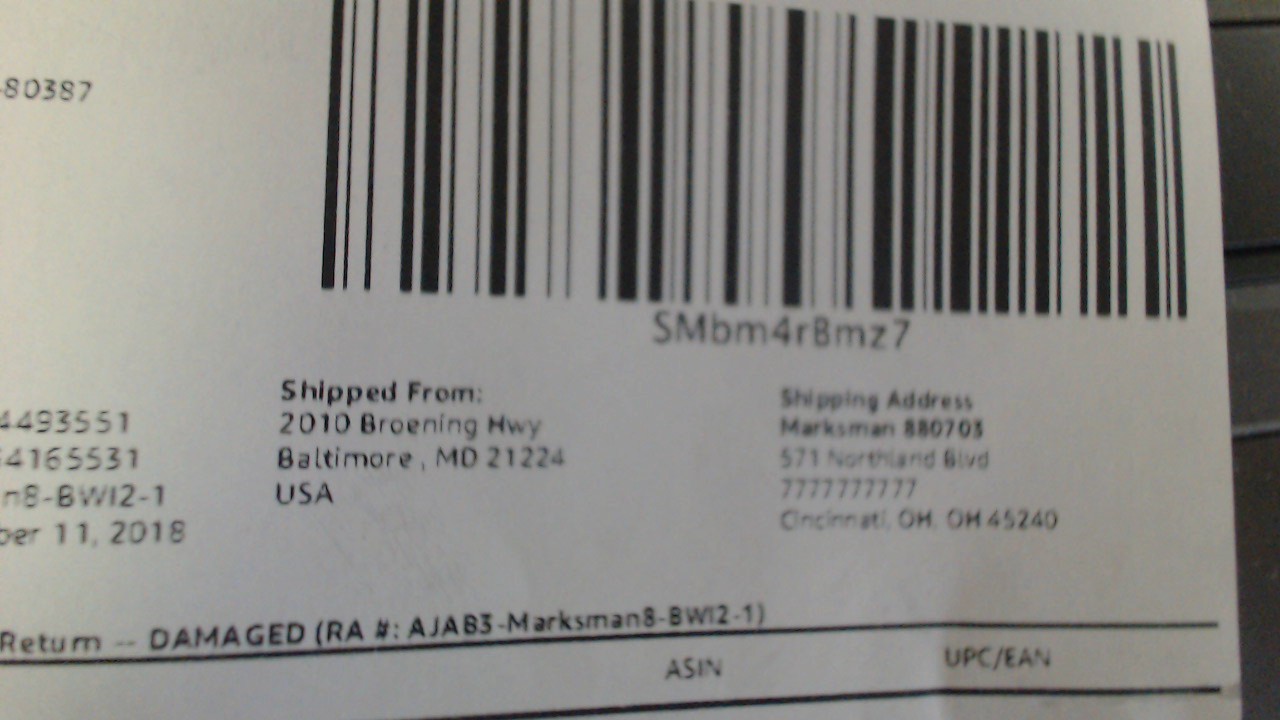 -80387
SMbm4r8mz7
Shipped From:
2010 Broening Hwy
Baltimore , MD 21224
USA
Shipping Address
Marksman 880703
571 Northland Blvd
7777777777
Cincinnati, OH, OH 45240
4493551
4165531
n8-BWI2-1
ber 11, 2018
Return -- DAMAGED (RA #: AJAB3-Marksman8-BWI2-1)
ASIN
UPC/EAN